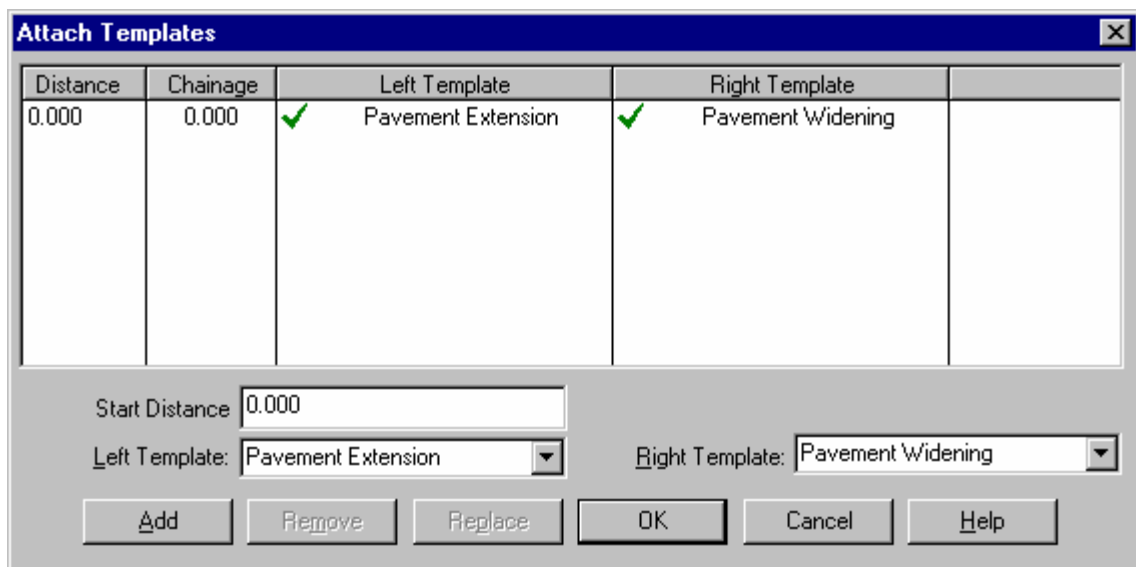 Attach Templates
Distance Chainage Left Template Right Template
0.000 0.000 Pavement Extension Pavement Widening
Start Distance 0.000
Left Template: Pavement Extension Right Template: Pavement Widening
Add Remove Replace OK Cancel Help